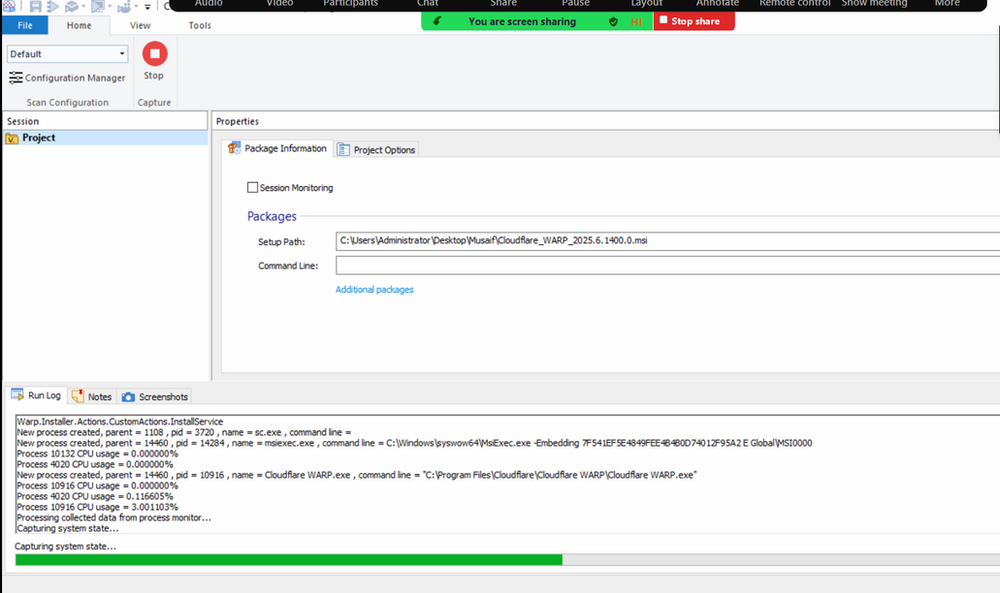 Audio Video Participants Chat Share Pause Layout Annotate Remote control Show meeting More
You are screen sharing HI Stop share
File Home View Tools
Default
Configuration Manager
Stop
Scan Configuration Capture
Session
Project
Properties
Package Information Project Options
Session Monitoring
Packages
Setup Path: C:\Users\Administrator\Desktop\Musaif\Cloudflare_WARP_2025.6.1400.0.msi
Command Line:
Additional packages
Run Log Notes Screenshots
Warp.Installer.Actions.CustomActions.InstallService
New process created, parent = 1108 , pid = 3720 , name = sc.exe , command line =
New process created, parent = 14460 , pid = 14284 , name = msiexec.exe , command line = C:\Windows\syswow64\MsiExec.exe -Embedding 7F541EF5E4849FEE4B4B0D74012F95A2 E Global\MSI0000
Process 10132 CPU usage = 0.000000%
Process 4020 CPU usage = 0.000000%
New process created, parent = 14460 , pid = 10916 , name = Cloudflare WARP.exe , command line = "C:\Program Files\Cloudflare\Cloudflare WARP\Cloudflare WARP.exe"
Process 10916 CPU usage = 0.000000%
Process 4020 CPU usage = 0.116605%
Process 10916 CPU usage = 3.001103%
Processing collected data from process monitor...
Capturing system state...
Capturing system state...